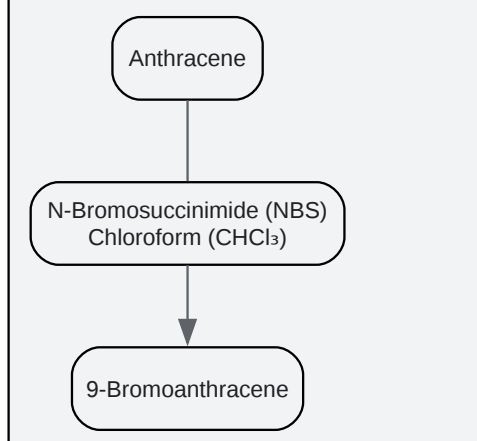 Anthracene
N-Bromosuccinimide (NBS)
Chloroform (CHCl₃)
9-Bromoanthracene